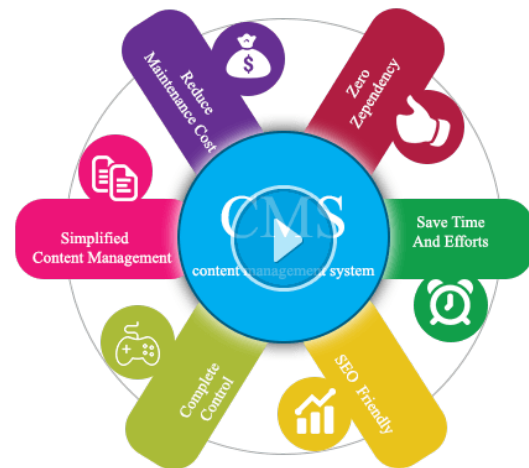 Reduce
Maintenance Cost
Zero
Zependency
Simplified
Content Management
CMS
content management system
Save Time
And Efforts
Complete
Control
SEO Friendly
$